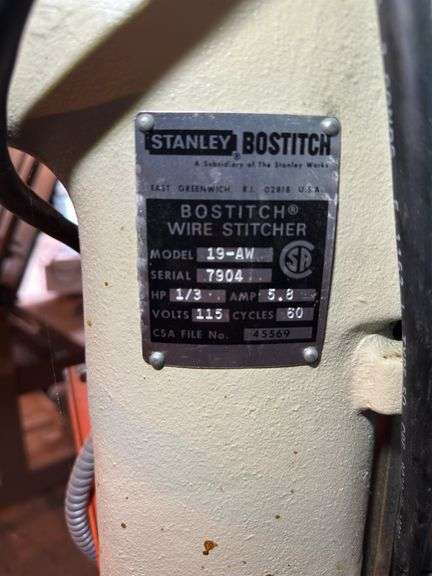 STANLEY® BOSTITCH
A Subsidiary of The Stanley Works
EAST GREENWICH, R.I. 02818 U.S.A.
BOSTITCH®
WIRE STITCHER
MODEL 19-AW
SERIAL 7904
HP 1/3 AMP 5.8
VOLTS 115 CYCLES 60
CSA FILE No. 45569